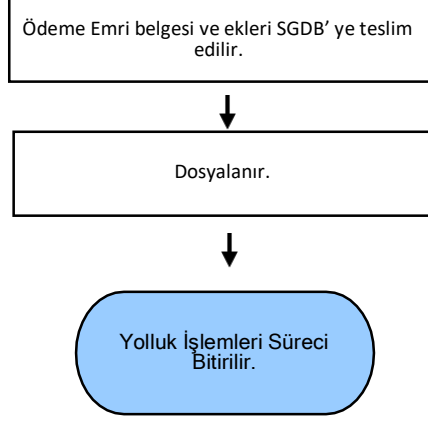 Ödeme Emri belgesi ve ekleri SGDB’ ye teslim
edilir.
Dosyalanır.
Yolluk İşlemleri Süreci
Bitirilir.